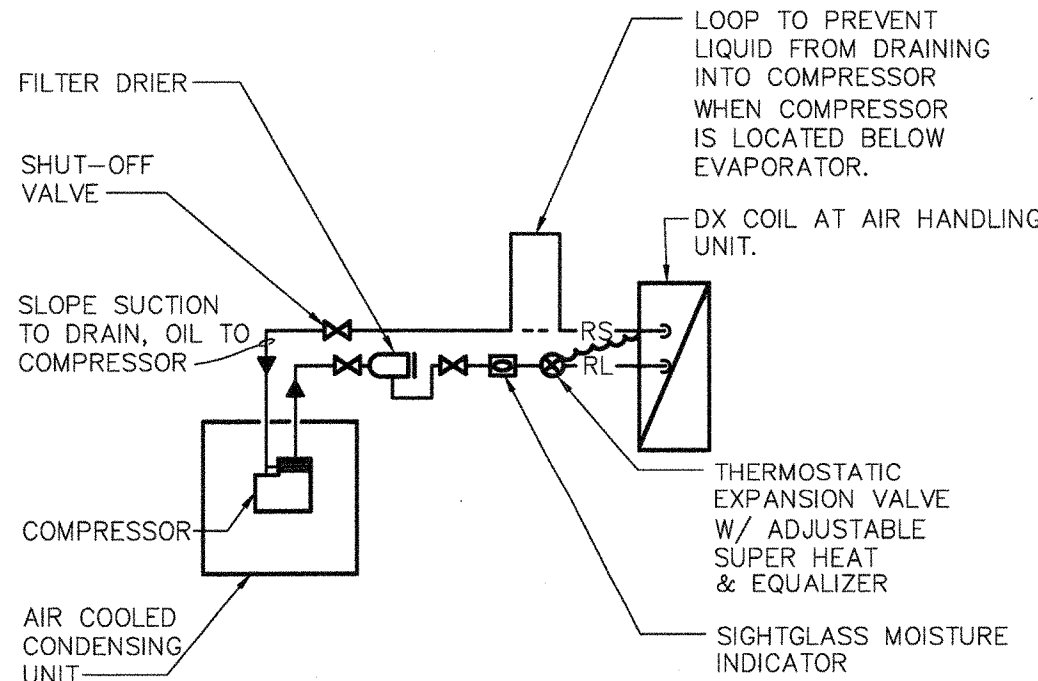 LOOP TO PREVENT
LIQUID FROM DRAINING
INTO COMPRESSOR
WHEN COMPRESSOR
IS LOCATED BELOW
EVAPORATOR.
FILTER DRIER
SHUT-OFF
VALVE
DX COIL AT AIR HANDLING
UNIT.
SLOPE SUCTION
TO DRAIN, OIL TO
COMPRESSOR
RS
RL
THERMOSTATIC
EXPANSION VALVE
W/ ADJUSTABLE
SUPER HEAT
& EQUALIZER
COMPRESSOR
AIR COOLED
CONDENSING
UNIT
SIGHTGLASS MOISTURE
INDICATOR